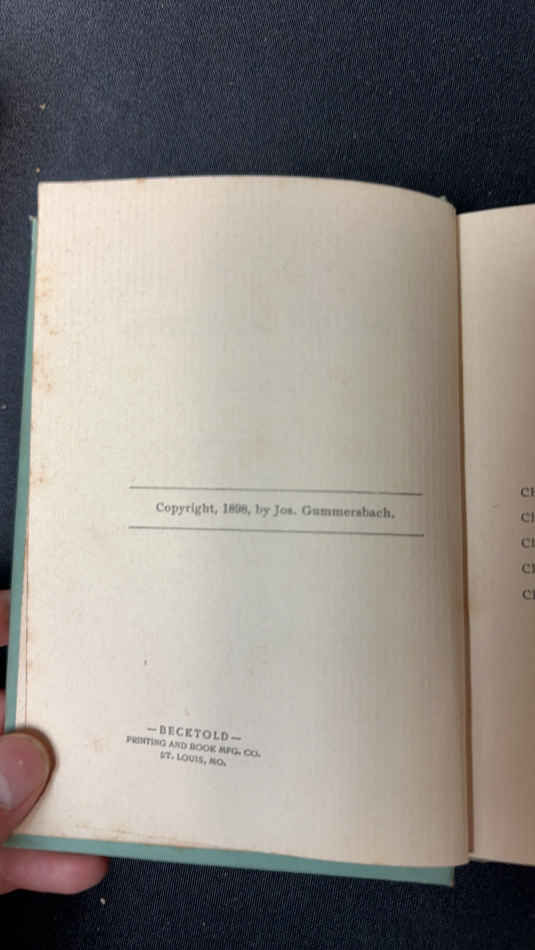 Copyright, 1898, by Jos. Gummersbach.
—BECKTOLD—
PRINTING AND BOOK MFG. CO.
ST. LOUIS, MO.